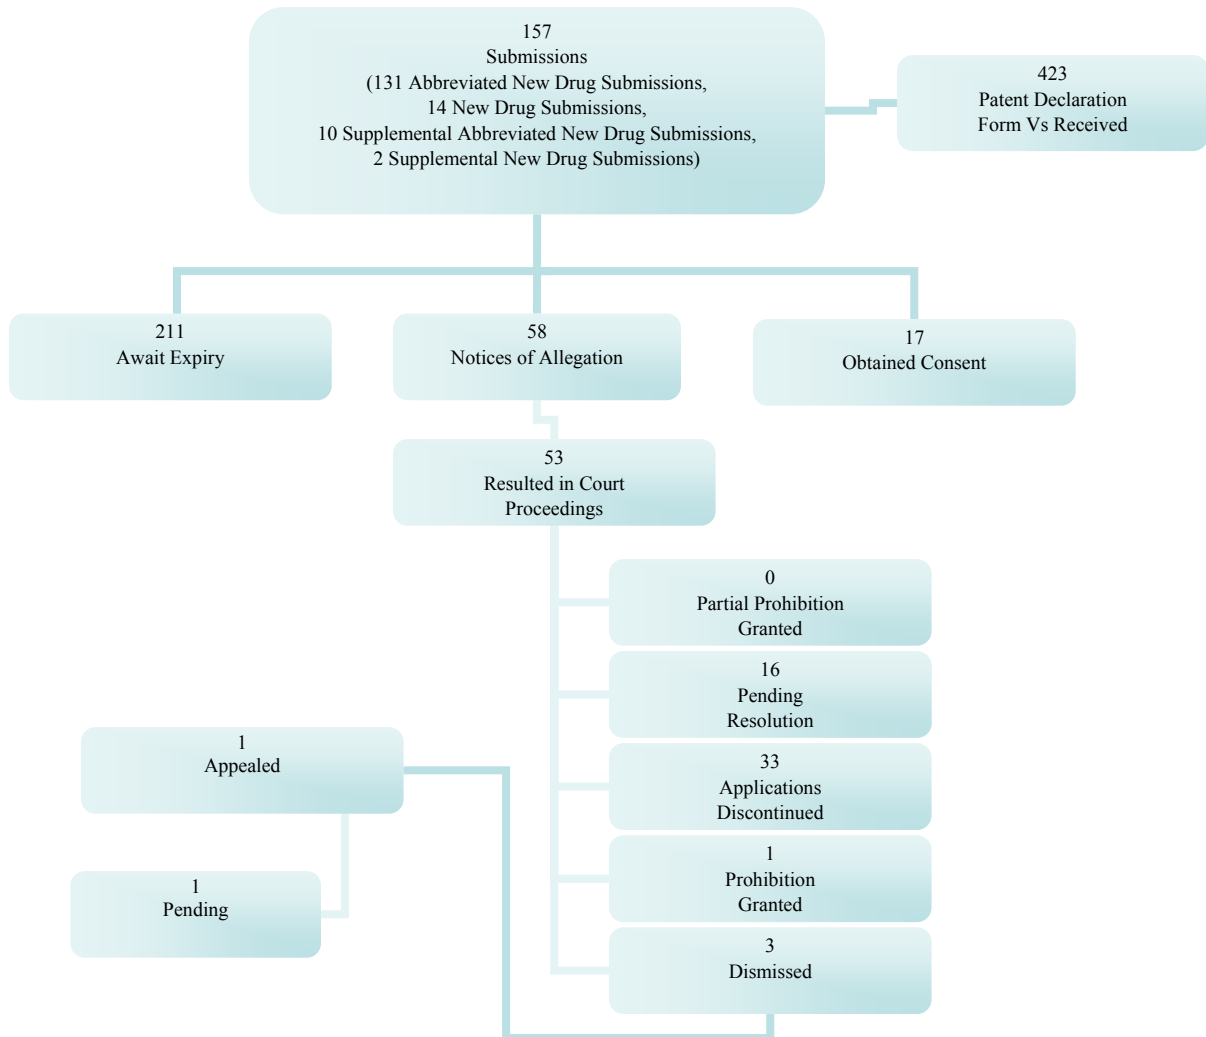 157
Submissions
(131 Abbreviated New Drug Submissions,
14 New Drug Submissions,
10 Supplemental Abbreviated New Drug Submissions,
2 Supplemental New Drug Submissions)
423
Patent Declaration
Form Vs Received
211
Await Expiry
58
Notices of Allegation
17
Obtained Consent
53
Resulted in Court
Proceedings
0
Partial Prohibition
Granted
16
Pending
Resolution
33
Applications
Discontinued
1
Prohibition
Granted
3
Dismissed
1
Appealed
1
Pending